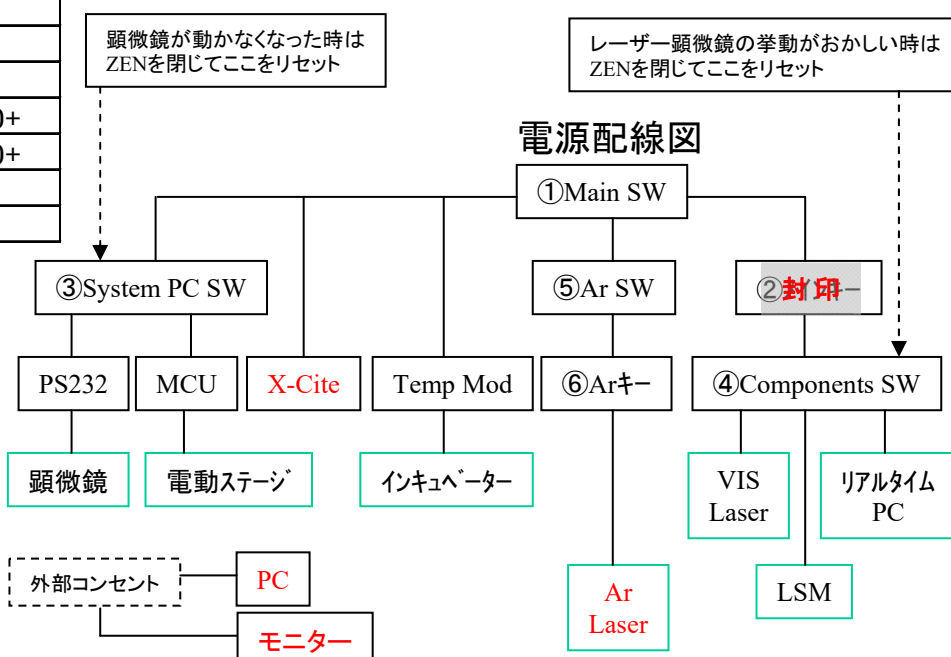 0+
0+
顕微鏡が動かなくなった時は
ZENを閉じてここをリセット
レーザー顕微鏡の挙動がおかしい時は
ZENを閉じてここをリセット
電源配線図
①Main SW
③System PC SW
⑤Ar SW
②
封印
キー
PS232
MCU
X-Cite
Temp Mod
⑥Arキー
④Components SW
顕微鏡
電動ステージ
インキュベーター
VIS
Laser
リアルタイム
PC
外部コンセント
PC
モニター
Ar
Laser
LSM